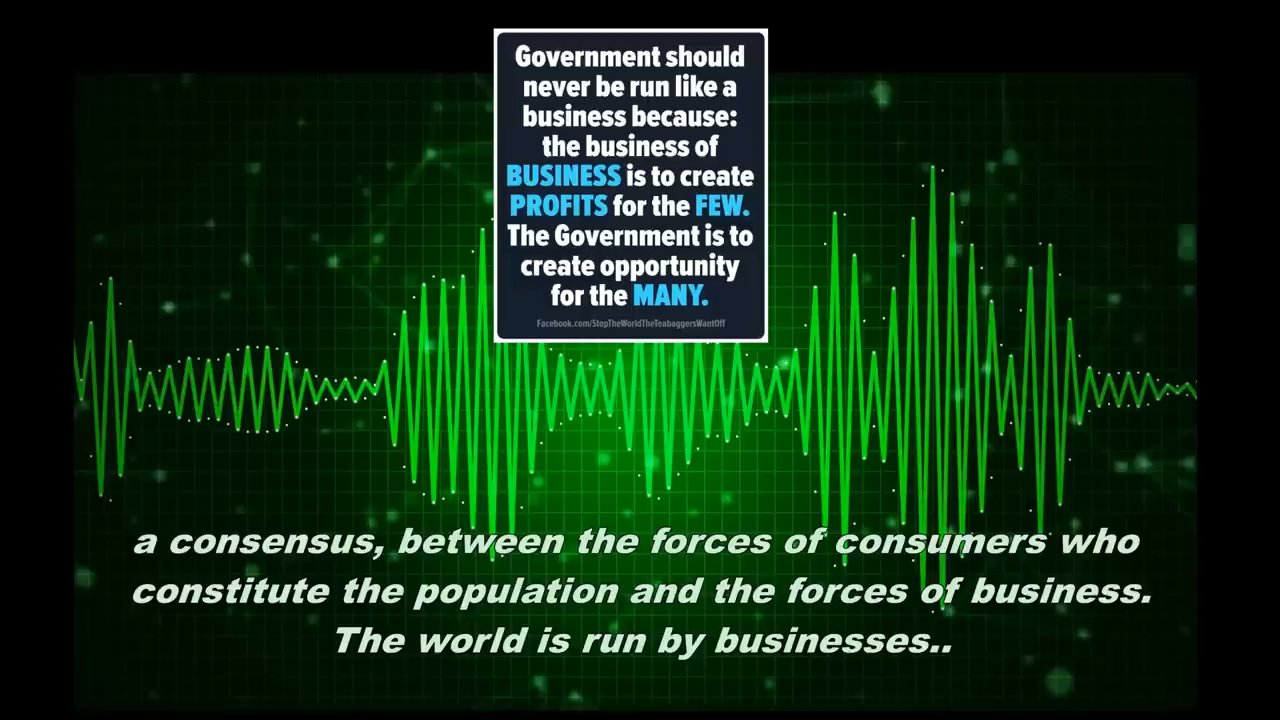 Government should
never be run like a
business because:
the business of
BUSINESS is to create
PROFITS for the FEW.
The Government is to
create opportunity
for the MANY.
Facebook.com/StopTheWorldTheTeabaggersWantOff
a consensus, between the forces of consumers who
constitute the population and the forces of business.
The world is run by businesses..